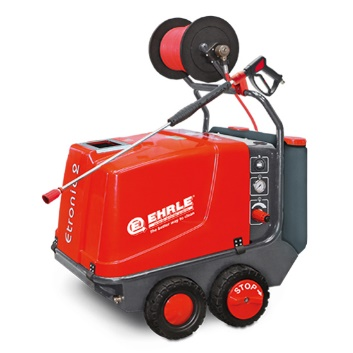 Etronic 2
E EHRLE®
the better way to clean
STOP